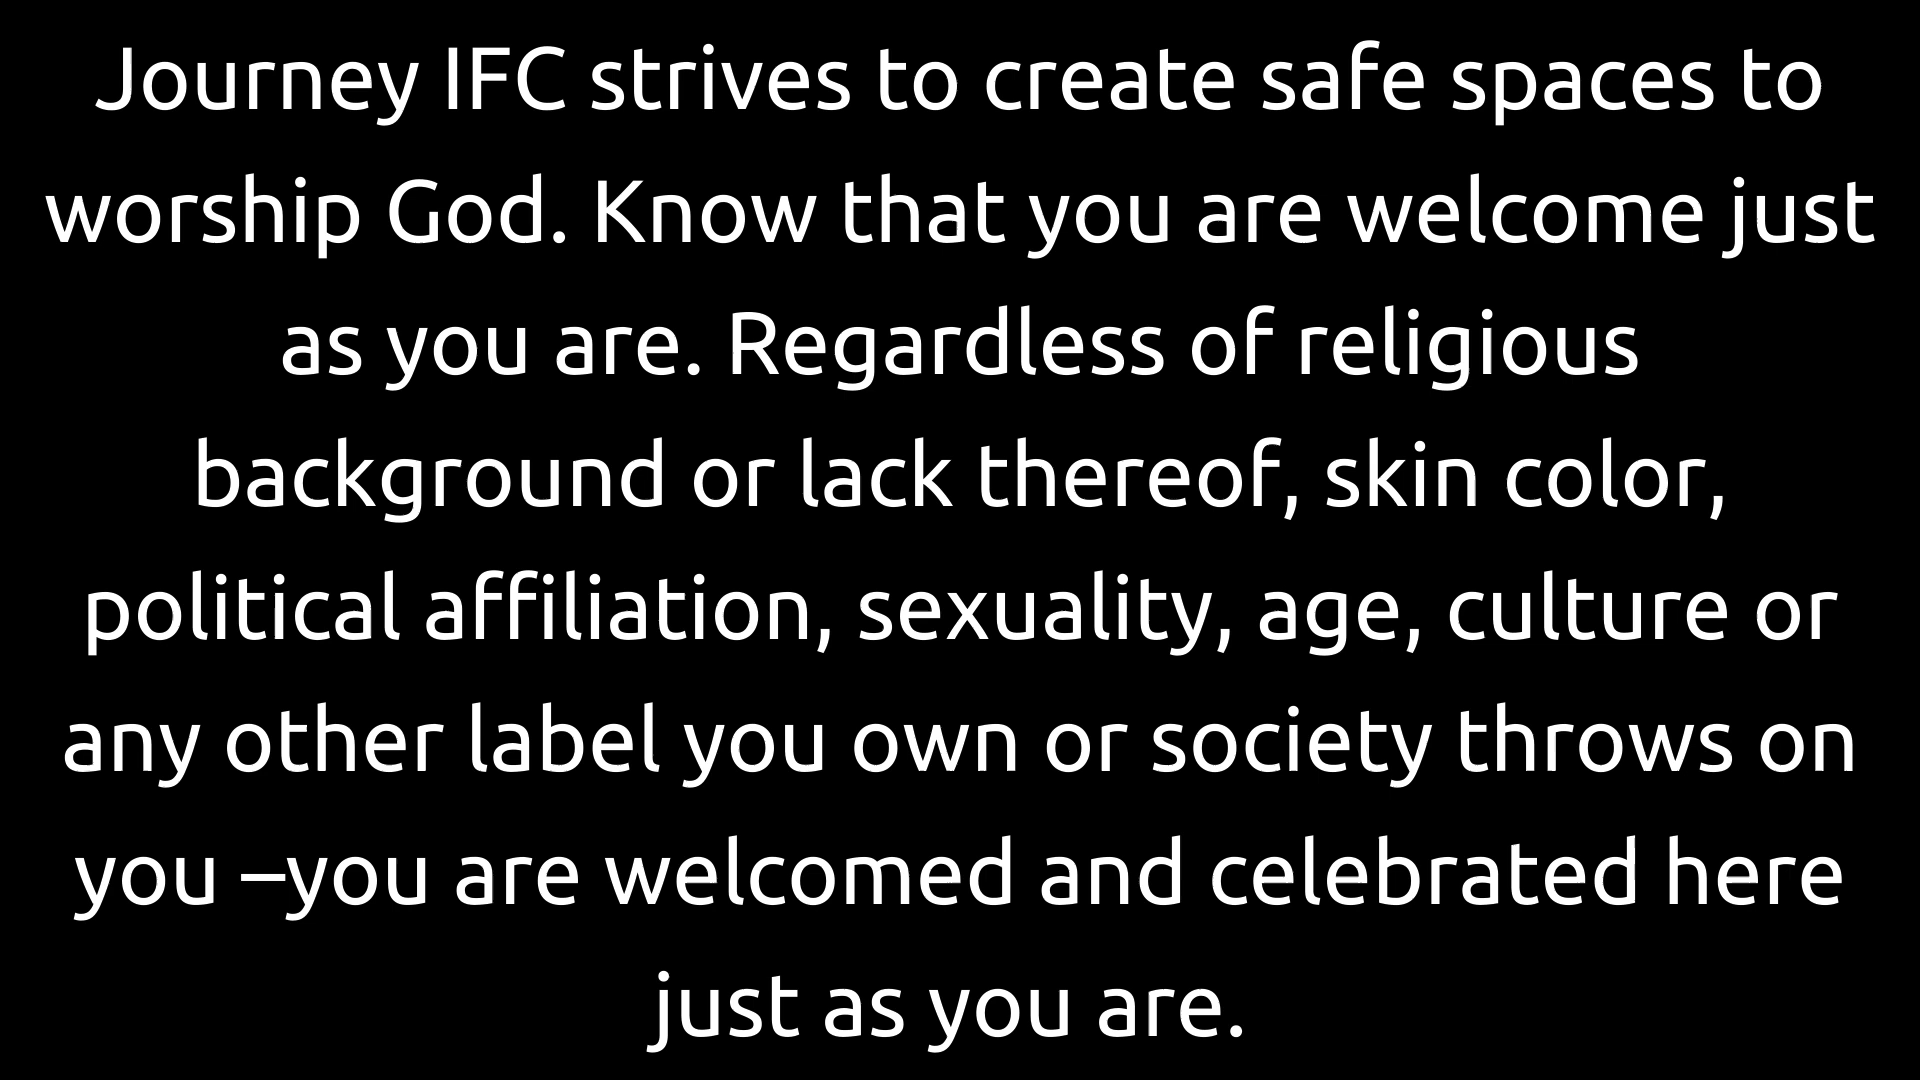 Journey IFC strives to create safe spaces to
worship God. Know that you are welcome just
as you are. Regardless of religious
background or lack thereof, skin color,
political affiliation, sexuality, age, culture or
any other label you own or society throws on
you –you are welcomed and celebrated here
just as you are.